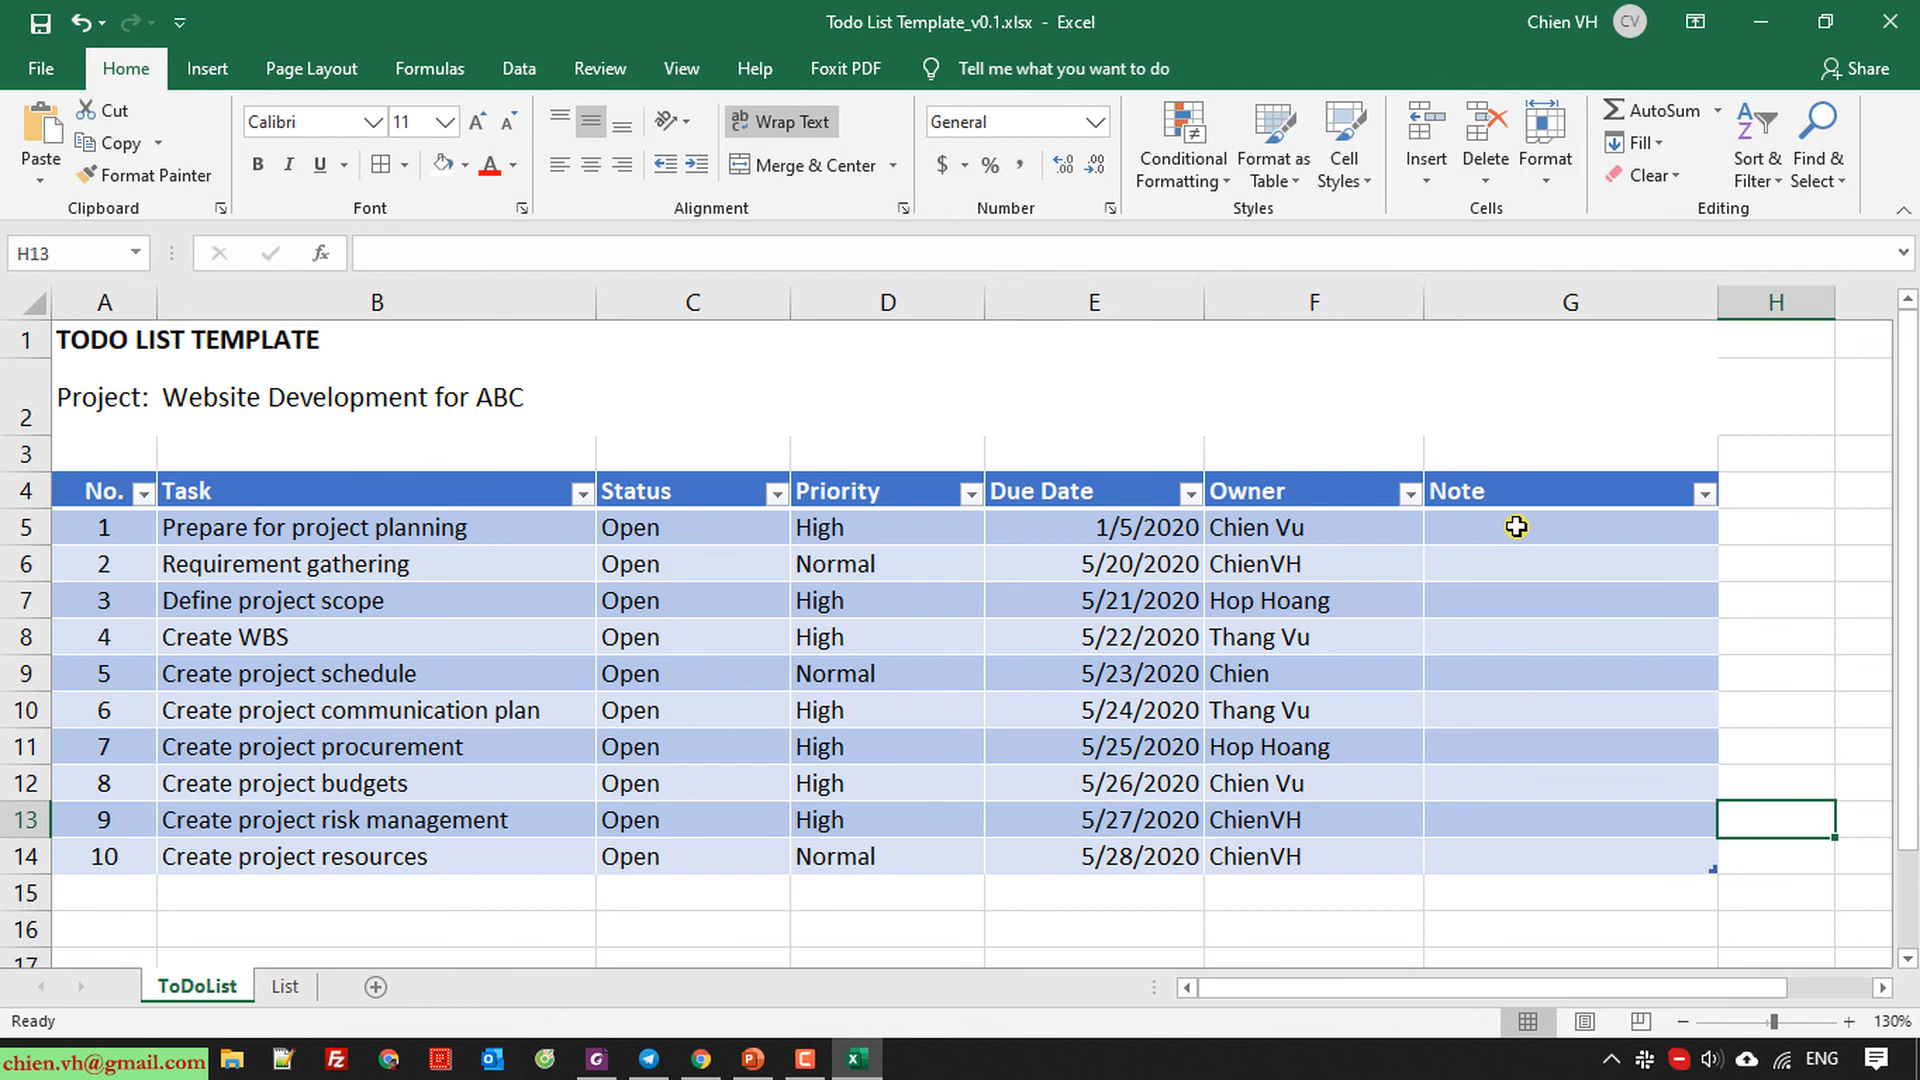 Todo List Template_v0.1.xlsx - Excel
Chien VH CV
File Home Insert Page Layout Formulas Data Review View Help Foxit PDF Tell me what you want to do Share
Paste
Cut
Copy
Format Painter
Clipboard
Calibri 11
B I U A
Font
Wrap Text
Merge & Center
Alignment
General
$ % ,
Number
Conditional Formatting
Format as Table
Cell Styles
Styles
Insert
Delete
Format
Cells
AutoSum
Fill
Clear
Sort & Filter
Find & Select
Editing
H13 fx
A B C D E F G H
1 TODO LIST TEMPLATE
2 Project: Website Development for ABC
3
4 No. Task Status Priority Due Date Owner Note
5 1 Prepare for project planning Open High 1/5/2020 Chien Vu
6 2 Requirement gathering Open Normal 5/20/2020 ChienVH
7 3 Define project scope Open High 5/21/2020 Hop Hoang
8 4 Create WBS Open High 5/22/2020 Thang Vu
9 5 Create project schedule Open Normal 5/23/2020 Chien
10 6 Create project communication plan Open High 5/24/2020 Thang Vu
11 7 Create project procurement Open High 5/25/2020 Hop Hoang
12 8 Create project budgets Open High 5/26/2020 Chien Vu
13 9 Create project risk management Open High 5/27/2020 ChienVH
14 10 Create project resources Open Normal 5/28/2020 ChienVH
15
16
17
ToDoList List
Ready 130%
chien.vh@gmail.com ENG